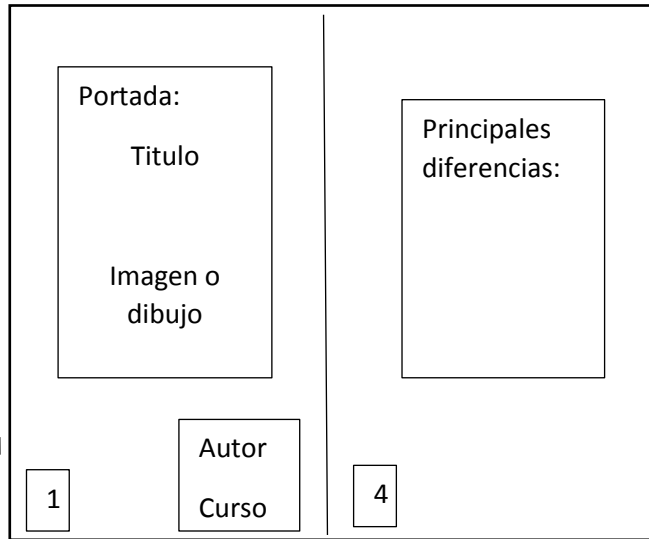 Portada:
Titulo
Imagen o
dibujo
Autor
Curso
1
Principales
diferencias:
4